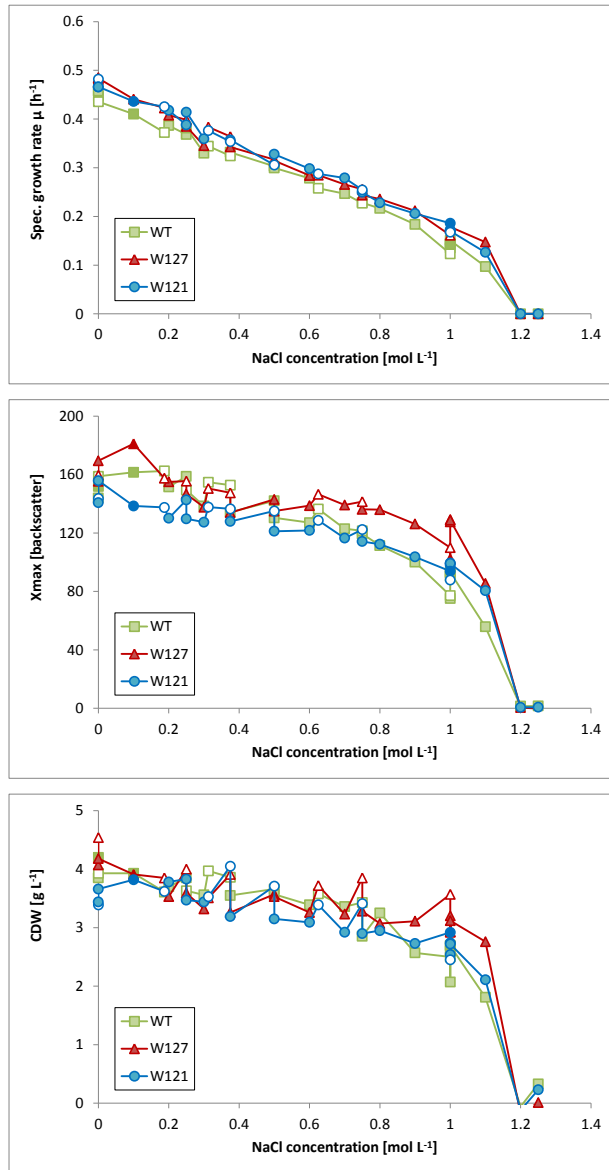 0.6
0.5
0.4
0.3
0.2
0.1
0
Spec. growth rate μ [h-1]
WT
W127
W121
0 0.2 0.4 0.6 0.8 1 1.2 1.4
NaCl concentration [mol L-1]
200
160
120
80
40
0
Xmax [backscatter]
WT
W127
W121
0 0.2 0.4 0.6 0.8 1 1.2 1.4
NaCl concentration [mol L-1]
5
4
3
2
1
0
CDW [g L-1]
WT
W127
W121
0 0.2 0.4 0.6 0.8 1 1.2 1.4
NaCl concentration [mol L-1]